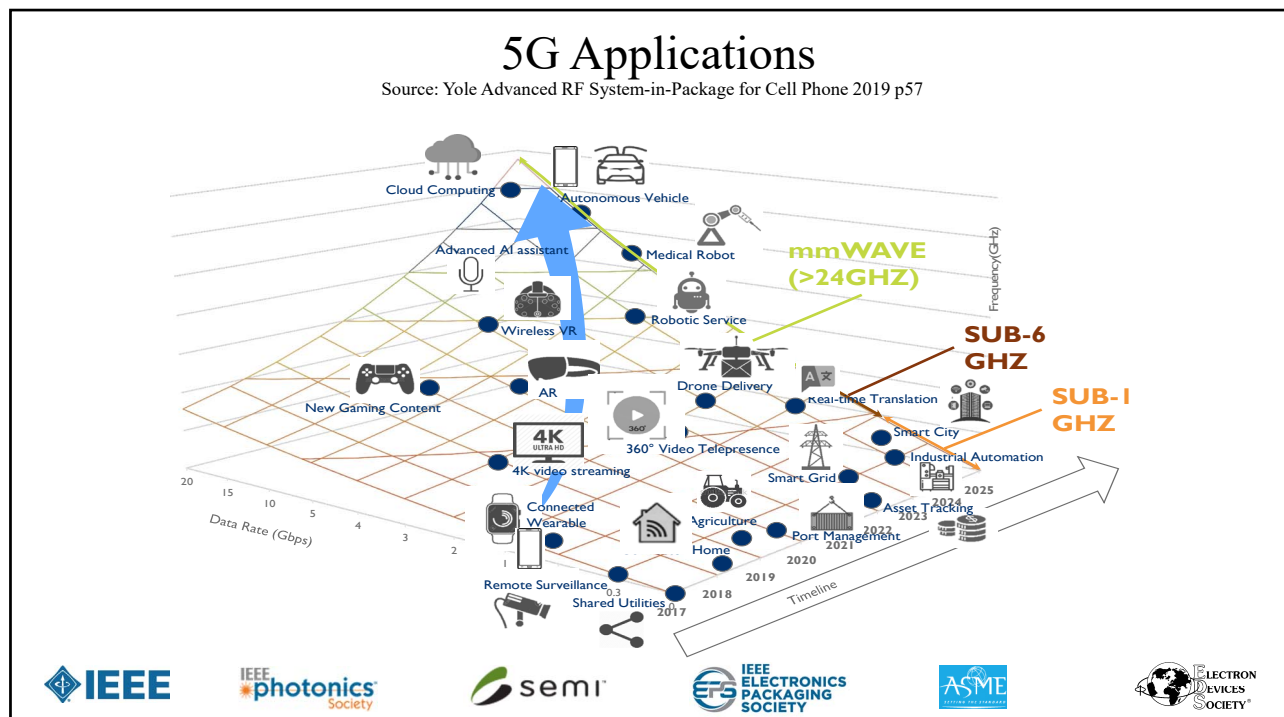 5G Applications
Source: Yole Advanced RF System-in-Package for Cell Phone 2019 p57
Cloud Computing
Autonomous Vehicle
Advanced AI assistant
Medical Robot
mmWAVE
(>24GHZ)
Frequency(GHz)
Wireless VR
Robotic Service
SUB-6
GHZ
New Gaming Content
AR
Drone Delivery
Real-time Translation
SUB-1
GHZ
4K
ULTRA HD
4K video streaming
360°
360° Video Telepresence
Smart City
Industrial Automation
Smart Grid
Connected
Wearable
Agriculture
Home
Port Management
Asset Tracking
Remote Surveillance
Shared Utilities
20
15
10
5
4
3
2
1
0.3
0
Data Rate (Gbps)
2017
2018
2019
2020
2021
2022
2023
2024
2025
Timeline
IEEE
IEEE
photonics
Society
semi
EPS
IEEE
ELECTRONICS
PACKAGING
SOCIETY
ASME
SETTING THE STANDARD
EDS
ELECTRON
DEVICES
SOCIETY®